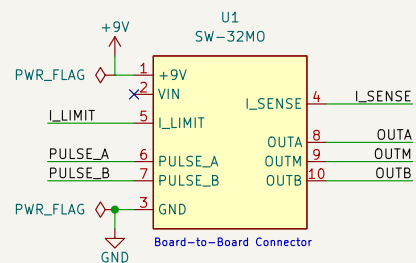 U1
SW-32MO
+9V
PWR_FLAG
1
+9V
2
VIN
I_LIMIT
5
I_LIMIT
I_SENSE
4
I_SENSE
OUTA
8
OUTA
PULSE_A
6
PULSE_A
OUTM
9
OUTM
PULSE_B
7
PULSE_B
OUTB
10
OUTB
PWR_FLAG
3
GND
GND
Board-to-Board Connector